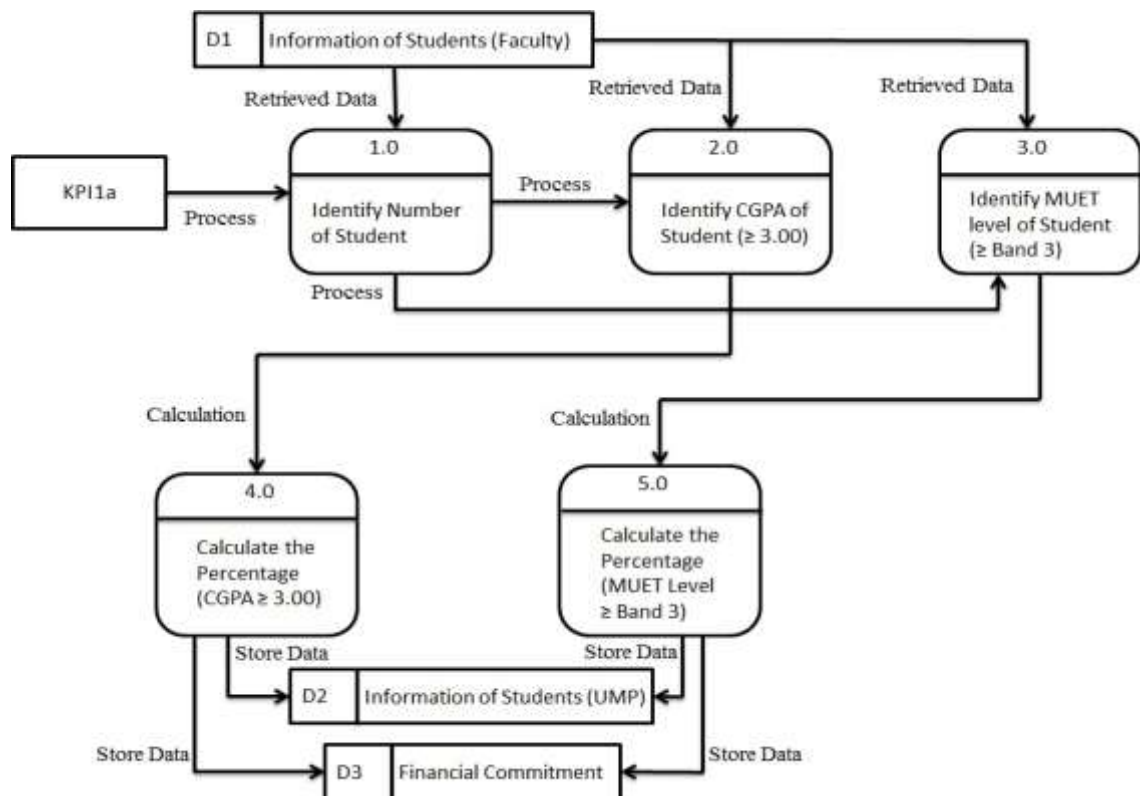 D1 Information of Students (Faculty)
Retrieved Data
Retrieved Data
Retrieved Data
KPI1a
Process
1.0
Identify Number
of Student
Process
2.0
Identify CGPA of
Student (≥ 3.00)
3.0
Identify MUET
level of Student
(≥ Band 3)
Process
Calculation
Calculation
4.0
Calculate the
Percentage
(CGPA ≥ 3.00)
5.0
Calculate the
Percentage
(MUET Level
≥ Band 3)
Store Data
Store Data
D2 Information of Students (UMP)
Store Data
Store Data
D3 Financial Commitment